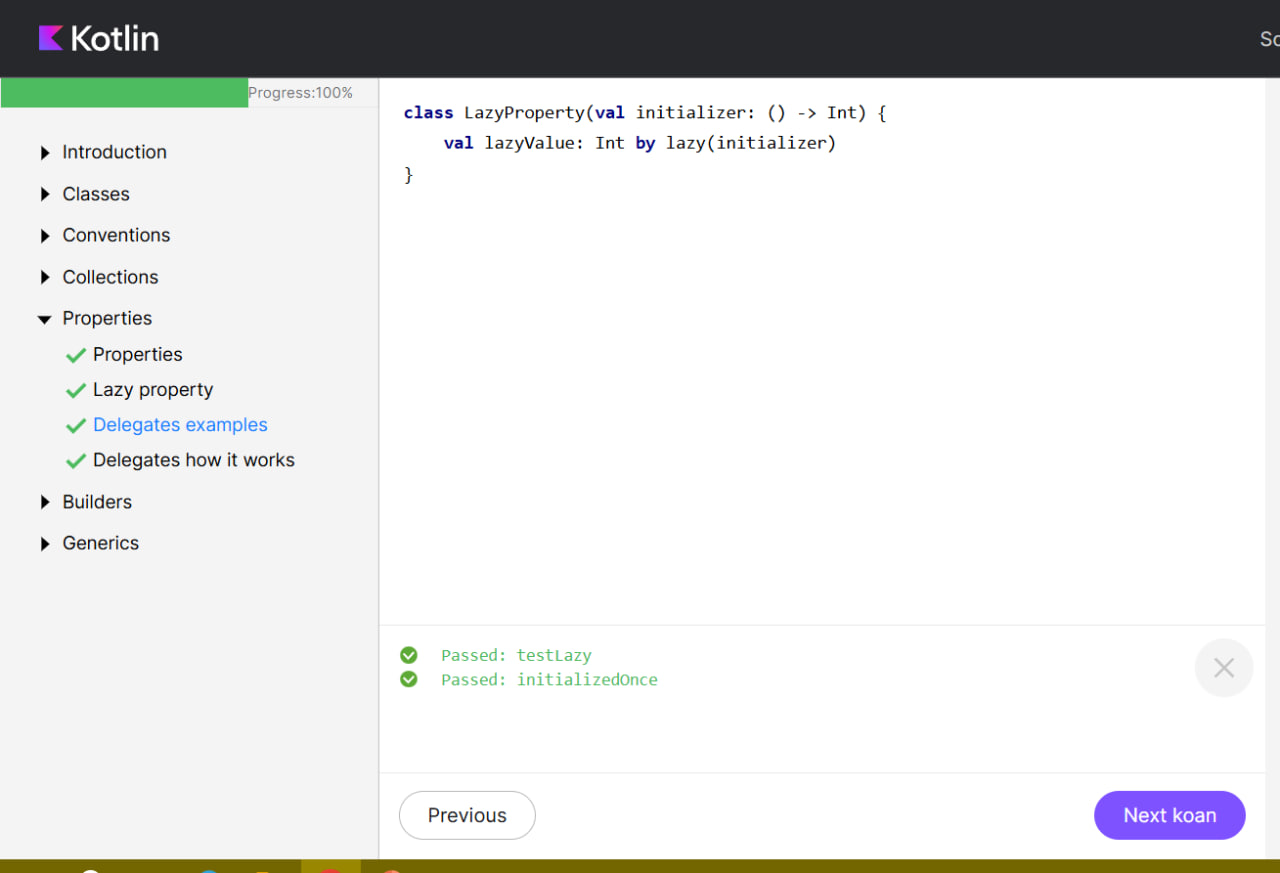 Kotlin
Sc
Progress:100%
Introduction
Classes
Conventions
Collections
Properties
Properties
Lazy property
Delegates examples
Delegates how it works
Builders
Generics
class LazyProperty(val initializer: () -> Int) {
    val lazyValue: Int by lazy(initializer)
}
Passed: testLazy
Passed: initializedOnce
Previous
Next koan